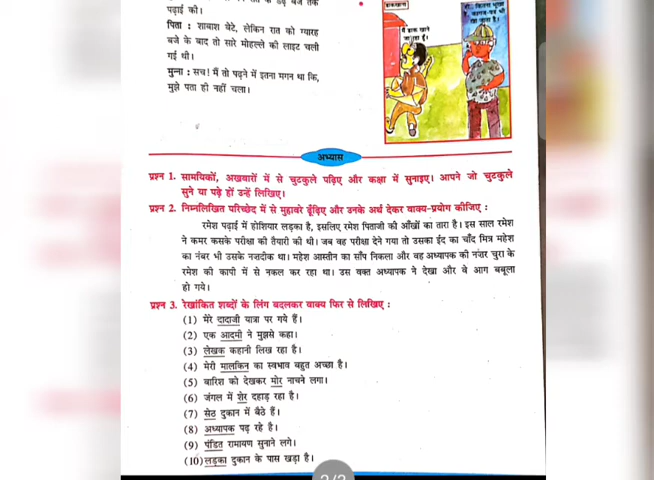 पढ़ाई की।
पिता : शाबाश बेटे, लेकिन रात को ग्यारह
बजे के बाद तो सारे मोहल्ले की लाइट चली
गई थी।
मुन्ना : सच! मैं तो पढ़ने में इतना मगन था कि,
मुझे पता ही नहीं चला।
डाकखाना
मैं डाक खाने
जा रहा हूँ।
अभ्यास
प्रश्न 1. सामयिकों, अखबारों में से चुटकुले पढ़िए और कक्षा में सुनाइए। आपने जो चुटकुले
सुने या पढ़े हों उन्हें लिखिए।
प्रश्न 2. निम्नलिखित परिच्छेद में से मुहावरे ढूँढ़िए और उनके अर्थ देकर वाक्य-प्रयोग कीजिए :
रमेश पढ़ाई में होशियार लड़का है, इसलिए रमेश पिताजी की आँखों का तारा है। इस साल रमेश
ने कमर कसके परीक्षा की तैयारी की थी। जब वह परीक्षा देने गया तो उसका ईद का चाँद मित्र महेश
का नंबर भी उसके नजदीक था। महेश आस्तीन का साँप निकला और वह अध्यापक की नज़र चुरा के
रमेश की कापी में से नकल कर रहा था। उस वक्त अध्यापक ने देखा और वे आग बबूला
हो गये।
प्रश्न 3. रेखांकित शब्दों के लिंग बदलकर वाक्य फिर से लिखिए :
(1) मेरे दादाजी यात्रा पर गये हैं।
(2) एक आदमी ने मुझसे कहा।
(3) लेखक कहानी लिख रहा है।
(4) मेरी मालकिन का स्वभाव बहुत अच्छा है।
(5) बारिश को देखकर मोर नाचने लगा।
(6) जंगल में शेर दहाड़ रहा है।
(7) सेठ दुकान में बैठे हैं।
(8) अध्यापक पढ़ रहे है।
(9) पंडित रामायण सुनाने लगे।
(10) लड़का दुकान के पास खड़ा है।
2/2